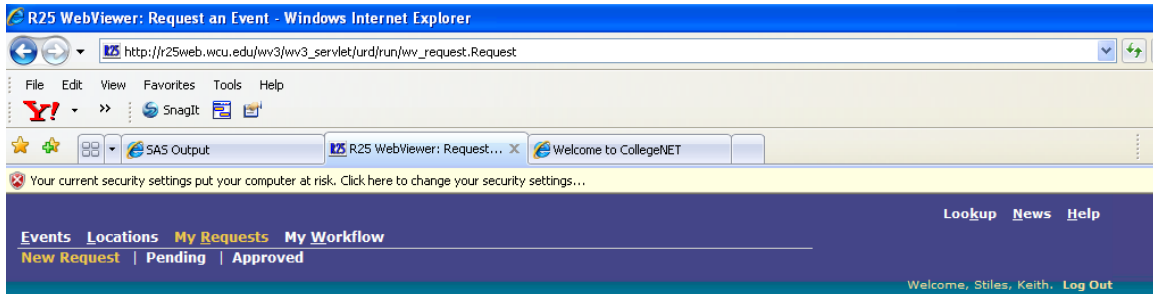 R25 WebViewer: Request an Event - Windows Internet Explorer
R25 http://r25web.wcu.edu/wv3/wv3_servlet/urd/run/wv_request.Request
File Edit View Favorites Tools Help
Y! SnagIt
SAS Output R25 R25 WebViewer: Request... X Welcome to CollegeNET
Your current security settings put your computer at risk. Click here to change your security settings...
Lookup News Help
Events Locations My Requests My Workflow
New Request | Pending | Approved
Welcome, Stiles, Keith. Log Out